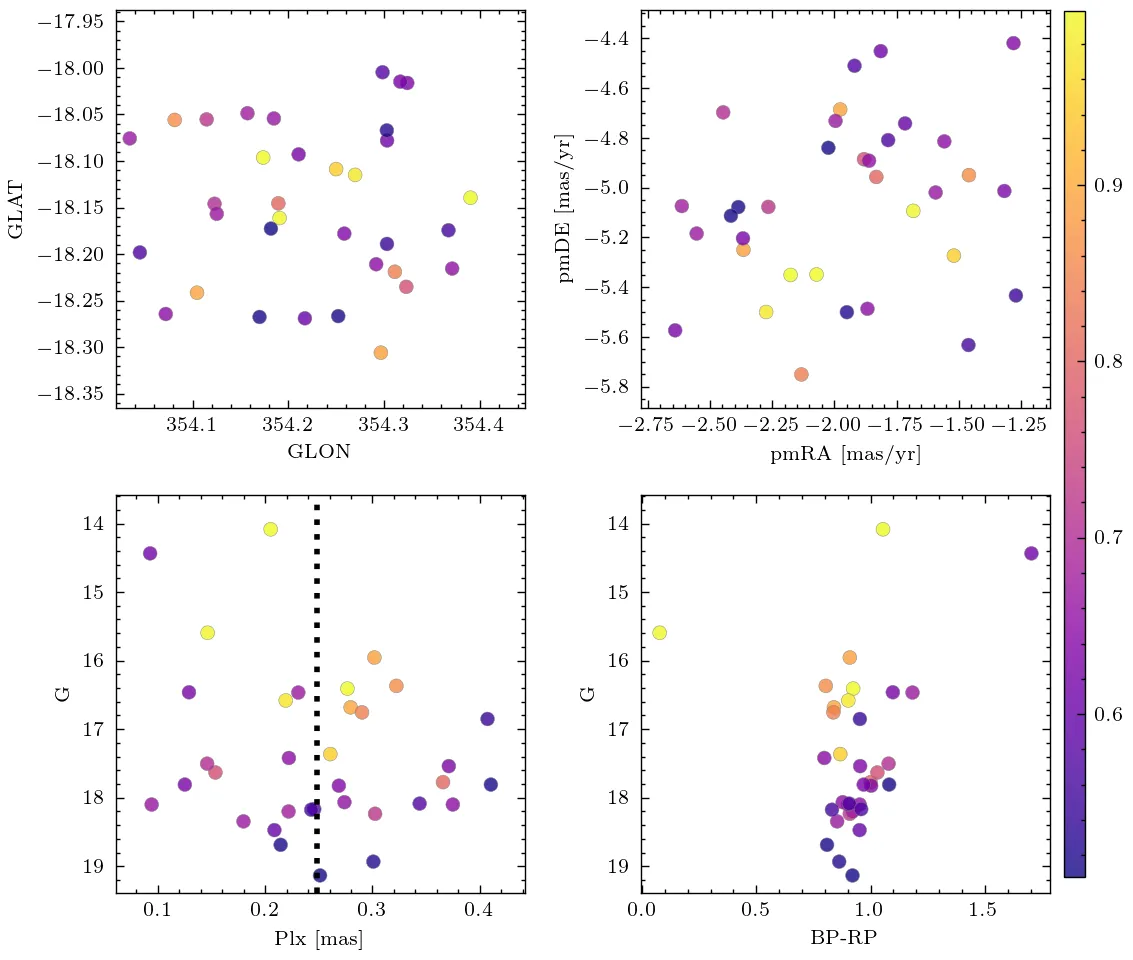 −17.95
−18.00
−18.05
−18.10
−18.15
−18.20
−18.25
−18.30
−18.35
GLAT
354.1 354.2 354.3 354.4
GLON
−4.4
−4.6
−4.8
−5.0
−5.2
−5.4
−5.6
−5.8
pmDE [mas/yr]
−2.75 −2.50 −2.25 −2.00 −1.75 −1.50 −1.25
pmRA [mas/yr]
0.9
0.8
0.7
0.6
14
15
16
17
18
19
G
0.1 0.2 0.3 0.4
Plx [mas]
14
15
16
17
18
19
G
0.0 0.5 1.0 1.5
BP-RP